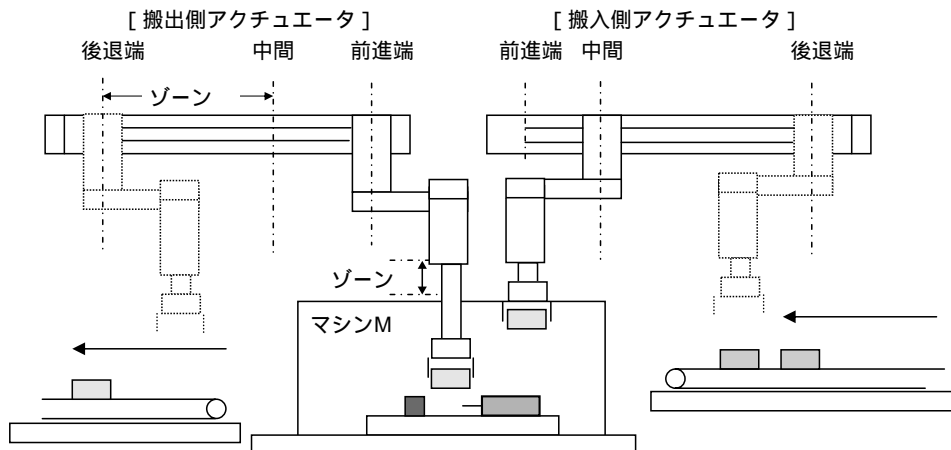 [ 搬出側アクチュエータ ]
[ 搬入側アクチュエータ ]
後退端
中間
前進端
前進端
中間
後退端
ゾーン
ゾーン
マシンM